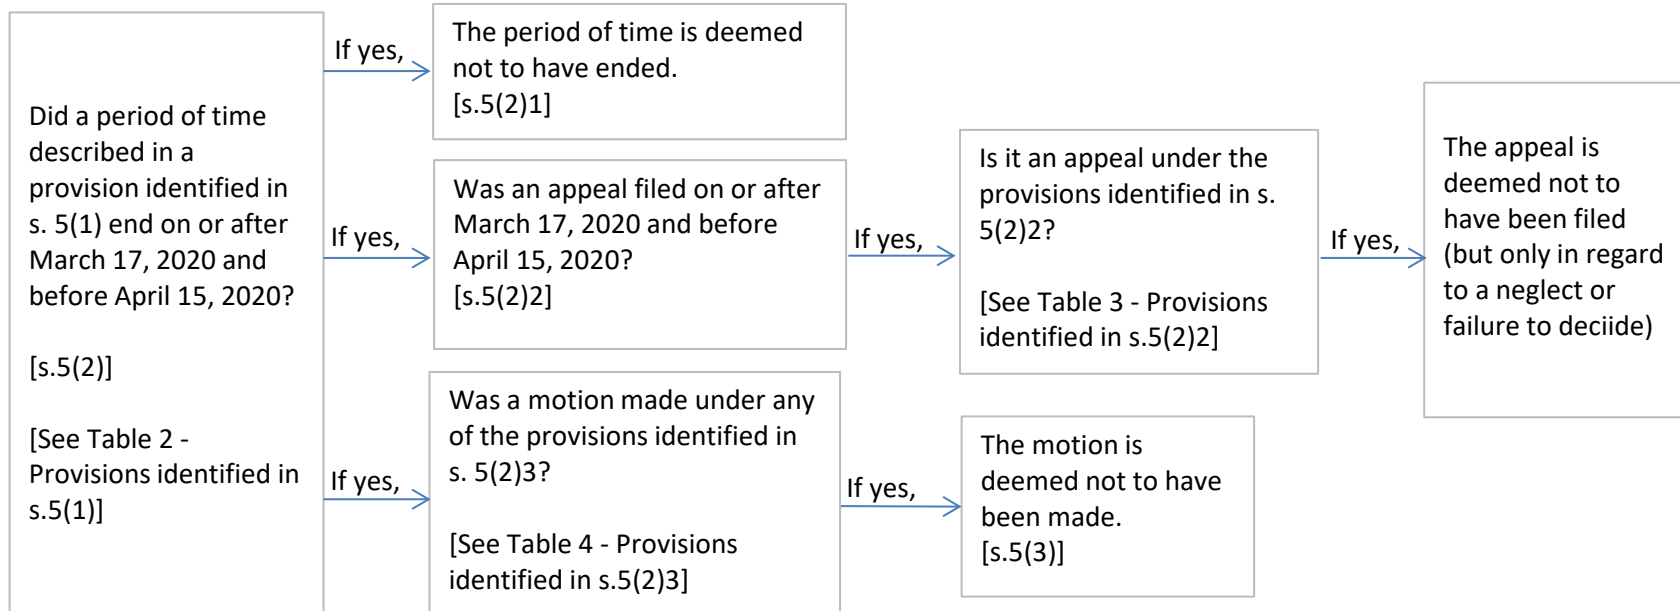 Did a period of time
described in a
provision identified in
s. 5(1) end on or after
March 17, 2020 and
before April 15, 2020?
[s.5(2)]
[See Table 2 -
Provisions identified in
s.5(1)]
If yes,
The period of time is deemed
not to have ended.
[s.5(2)1]
If yes,
Was an appeal filed on or after
March 17, 2020 and before
April 15, 2020?
[s.5(2)2]
If yes,
Is it an appeal under the
provisions identified in s.
5(2)2?
[See Table 3 - Provisions
identified in s.5(2)2]
If yes,
The appeal is
deemed not to
have been filed
(but only in regard
to a neglect or
failure to deciide)
If yes,
Was a motion made under any
of the provisions identified in
s. 5(2)3?
[See Table 4 - Provisions
identified in s.5(2)3]
If yes,
The motion is
deemed not to have
been made.
[s.5(3)]